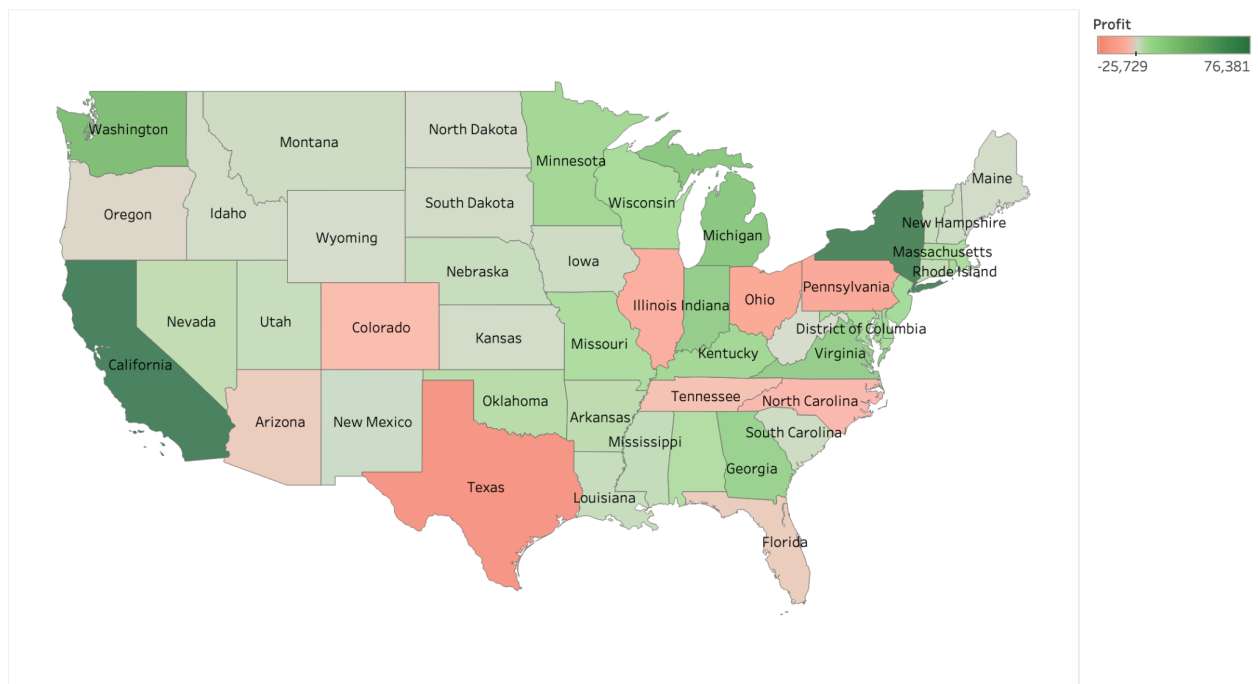 Profit
-25,729 76,381
Washington
Montana
North Dakota
Minnesota
Maine
Oregon
Idaho
South Dakota
Wisconsin
New Hampshire
Wyoming
Michigan
Massachusetts
Iowa
Nebraska
Rhode Island
Pennsylvania
Illinois
Indiana
Ohio
Nevada
Utah
Colorado
District of Columbia
Kansas
Missouri
Kentucky
Virginia
California
Tennessee
North Carolina
Oklahoma
Arkansas
Arizona
New Mexico
South Carolina
Mississippi
Georgia
Texas
Louisiana
Florida